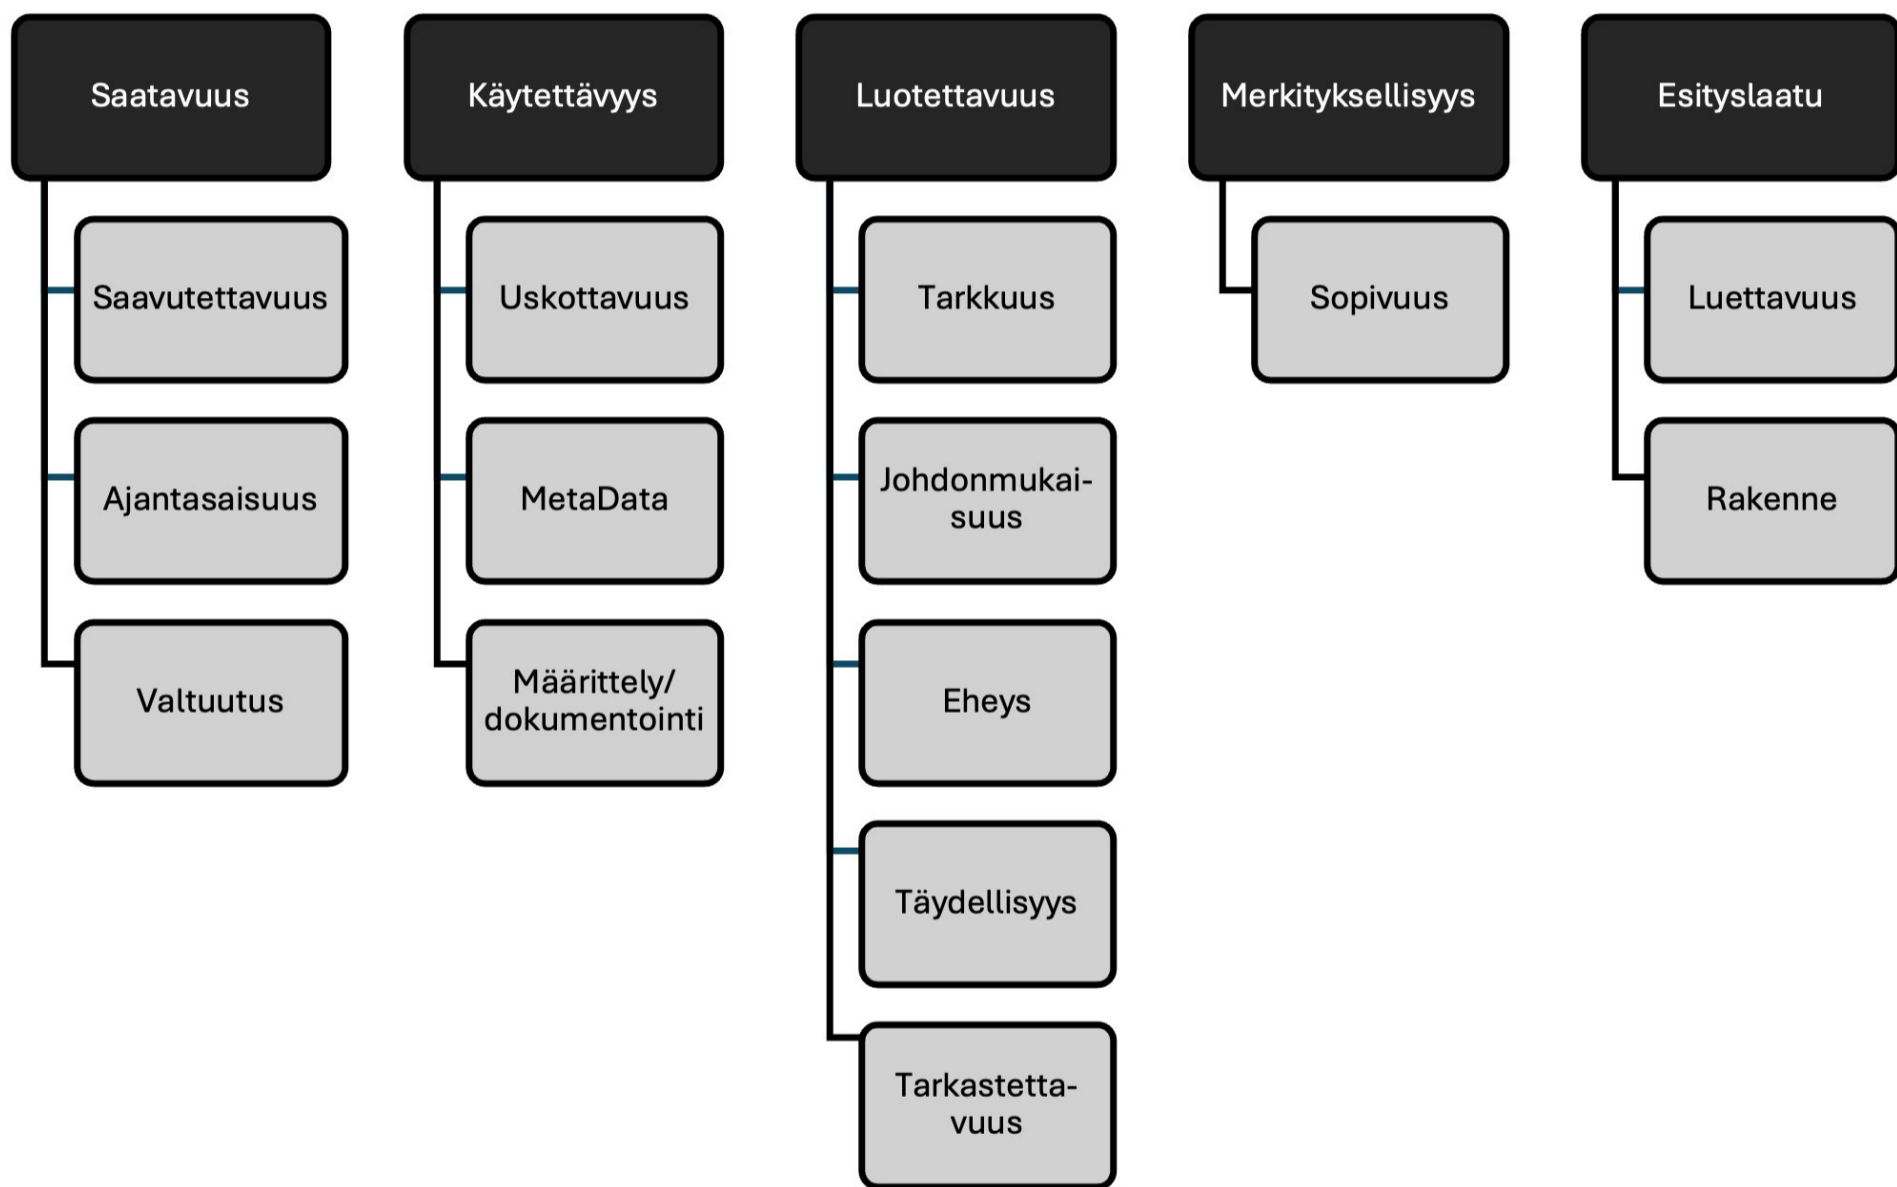 Saatavuus
Saavutettavuus
Ajantasaisuus
Valtuutus
Käytettävyys
Uskottavuus
MetaData
Määrittely/
dokumentointi
Luotettavuus
Tarkkuus
Johdonmukai-
suus
Eheys
Täydellisyys
Tarkastetta-
vuus
Merkityksellisyys
Sopivuus
Esityslaatu
Luettavuus
Rakenne